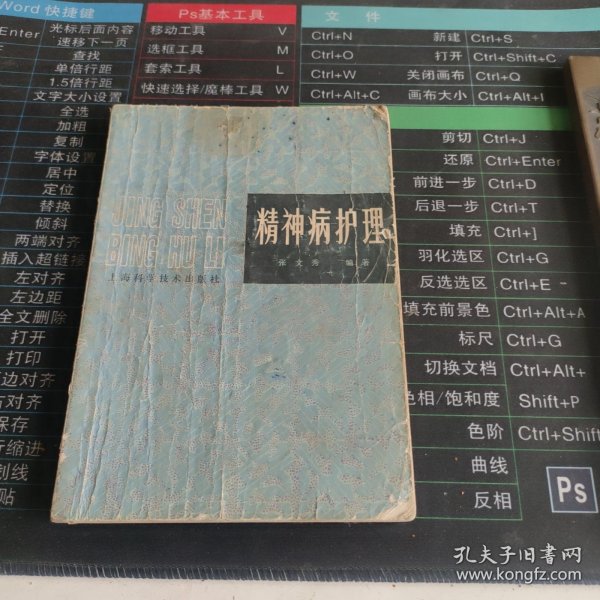 Word 快捷键
Enter 光标后面内容
速移下一页
查找
单倍行距
1.5倍行距
文字大小设置
全选
加粗
复制
字体设置
居中
定位
替换
倾斜
两端对齐
插入超链接
左对齐
左边距
全文删除
打开
打印
边对齐
对齐
保存
行缩进
划线
贴
Ps基本工具
移动工具 V
选框工具 M
套索工具 L
快速选择/魔棒工具 W
文件
Ctrl+N 新建 Ctrl+S
Ctrl+O 打开 Ctrl+Shift+C
Ctrl+W 关闭画布 Ctrl+Q
Ctrl+Alt+C 画布大小 Ctrl+Alt+I
剪切 Ctrl+J
还原 Ctrl+Enter
前进一步 Ctrl+D
后退一步 Ctrl+T
填充 Ctrl+]
羽化选区 Ctrl+G
反选选区 Ctrl+E
填充前景色 Ctrl+Alt+A
标尺 Ctrl+G
切换文档 Ctrl+Alt+
色相/饱和度 Shift+P
色阶 Ctrl+Shift
曲线
反相
Ps
JING SHEN
BING HU LI
精神病护理
张文秀 编著
上海科学技术出版社
孔夫子旧书网
www.kongfz.com